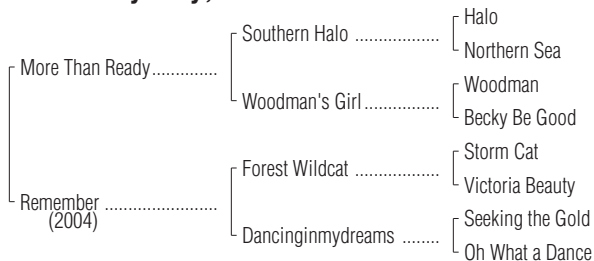 Halo
Southern Halo ..................
Northern Sea
More Than Ready..............
Woodman
Woodman's Girl................
Becky Be Good
Storm Cat
Forest Wildcat ..................
Victoria Beauty
Remember ........................
(2004)
Seeking the Gold
Dancinginmydreams ........
Oh What a Dance